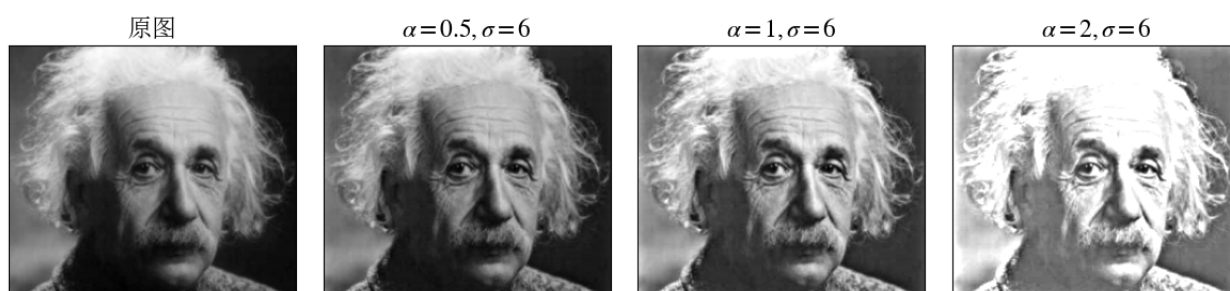 原图
α=0.5, σ=6
α=1, σ=6
α=2, σ=6